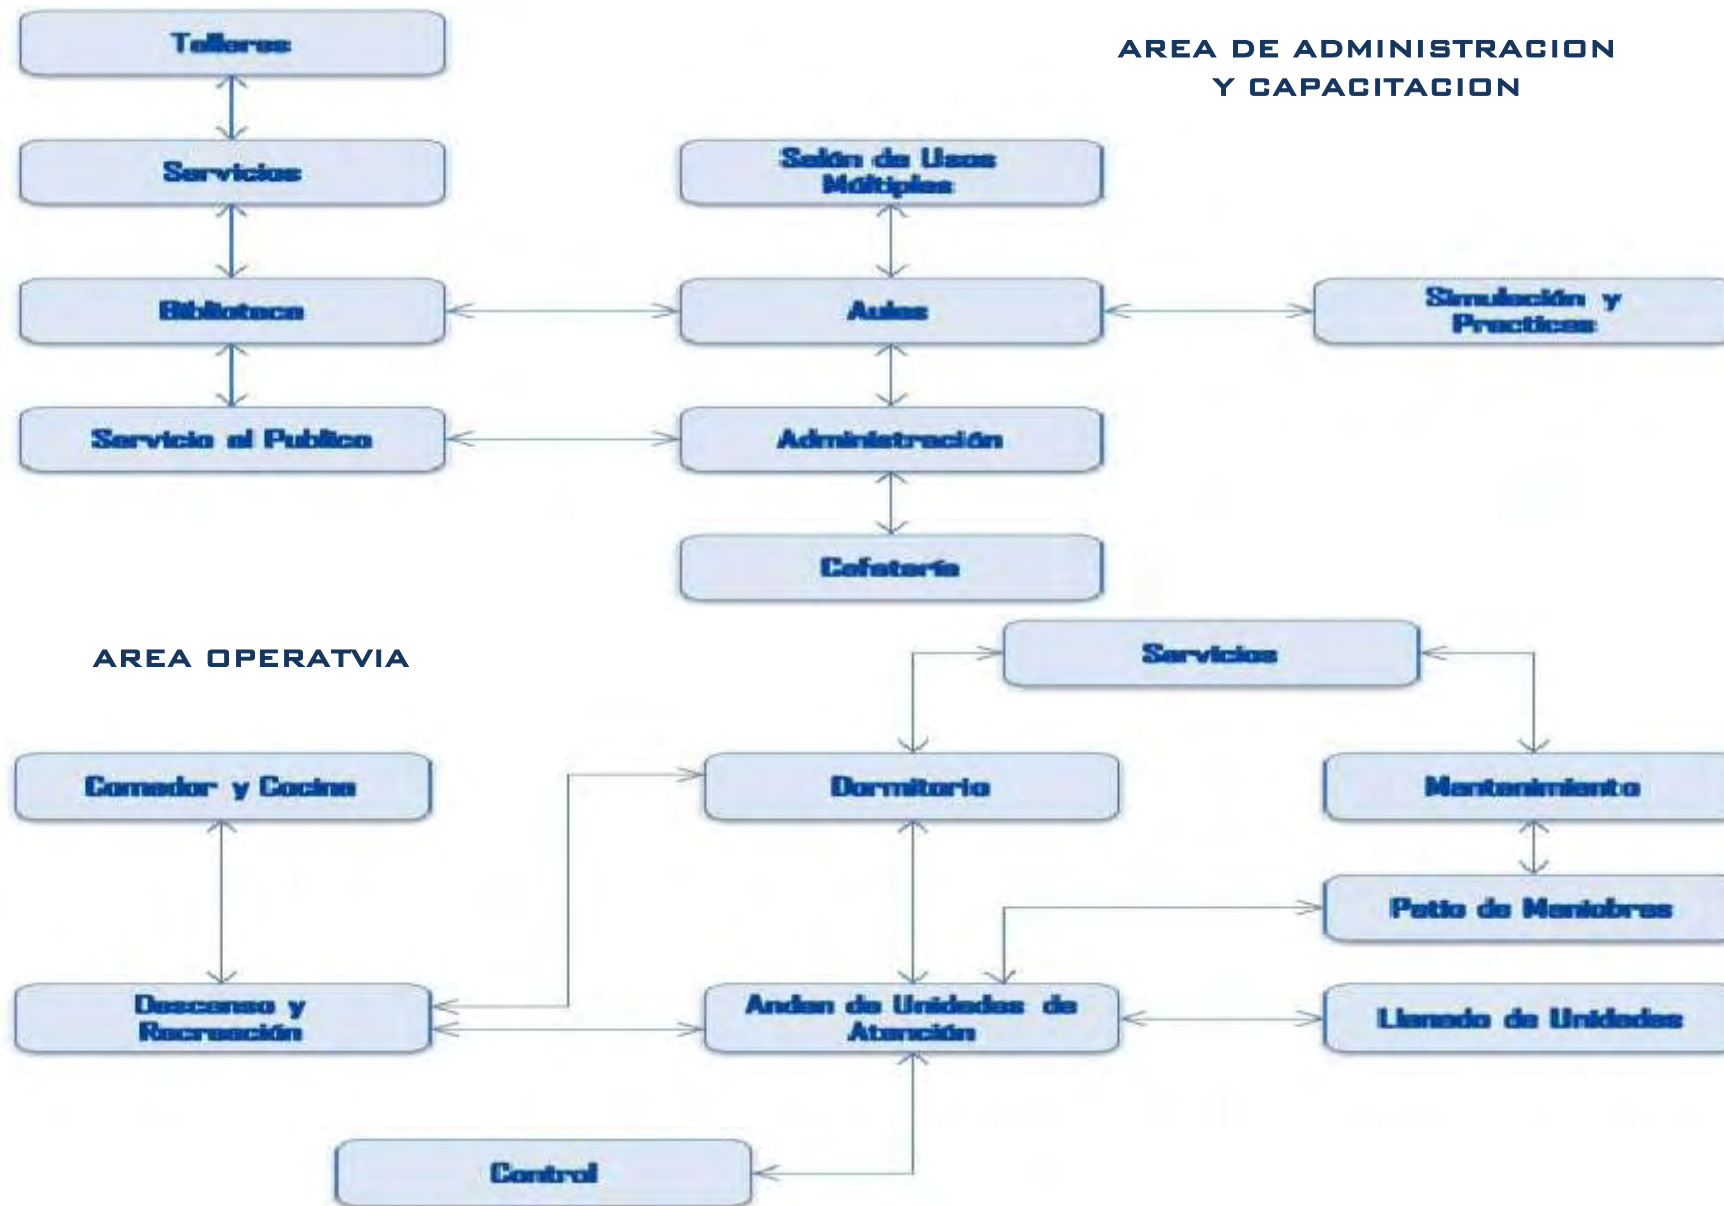 Talleres
AREA DE ADMINISTRACION
Y CAPACITACION
Servicios
Salón de Usos
Múltiples
Biblioteca
Aulas
Simulación y
Practicas
Servicio al Publico
Administración
Cafetería
AREA OPERATVIA
Servicios
Comedor y Cocina
Dormitorio
Mantenimiento
Patio de Maniobras
Descanso y
Recreación
Anden de Unidades de
Atención
Llenado de Unidades
Control